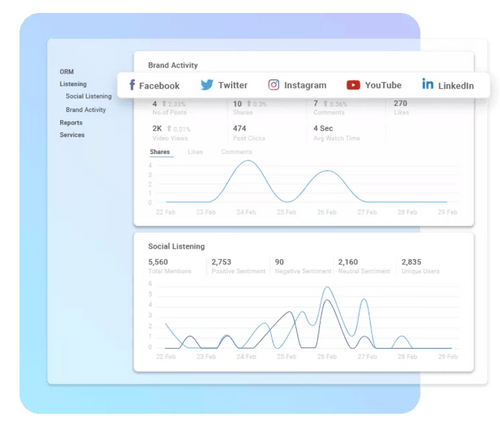 Brand Activity
ORM
Listening
Social Listening
Brand Activity
Reports
Services
Facebook Twitter Instagram YouTube LinkedIn
4 2.33% 10 0.3% 7 0.56% 270
No of Posts Shares Comments Likes
2K 0.51% 474 4 Sec
Video Views Post Clicks Avg Watch Time
Shares Likes Comments
4
3
2
1
0
22 Feb 23 Feb 24 Feb 25 Feb 26 Feb 27 Feb 28 Feb 29 Feb
Social Listening
5,560 2,753 90 2,160 2,835
Total Mentions Positive Sentiment Negative Sentiment Neutral Sentiment Unique Users
6
5
4
3
2
1
0
22 Feb 23 Feb 24 Feb 25 Feb 26 Feb 27 Feb 28 Feb 29 Feb